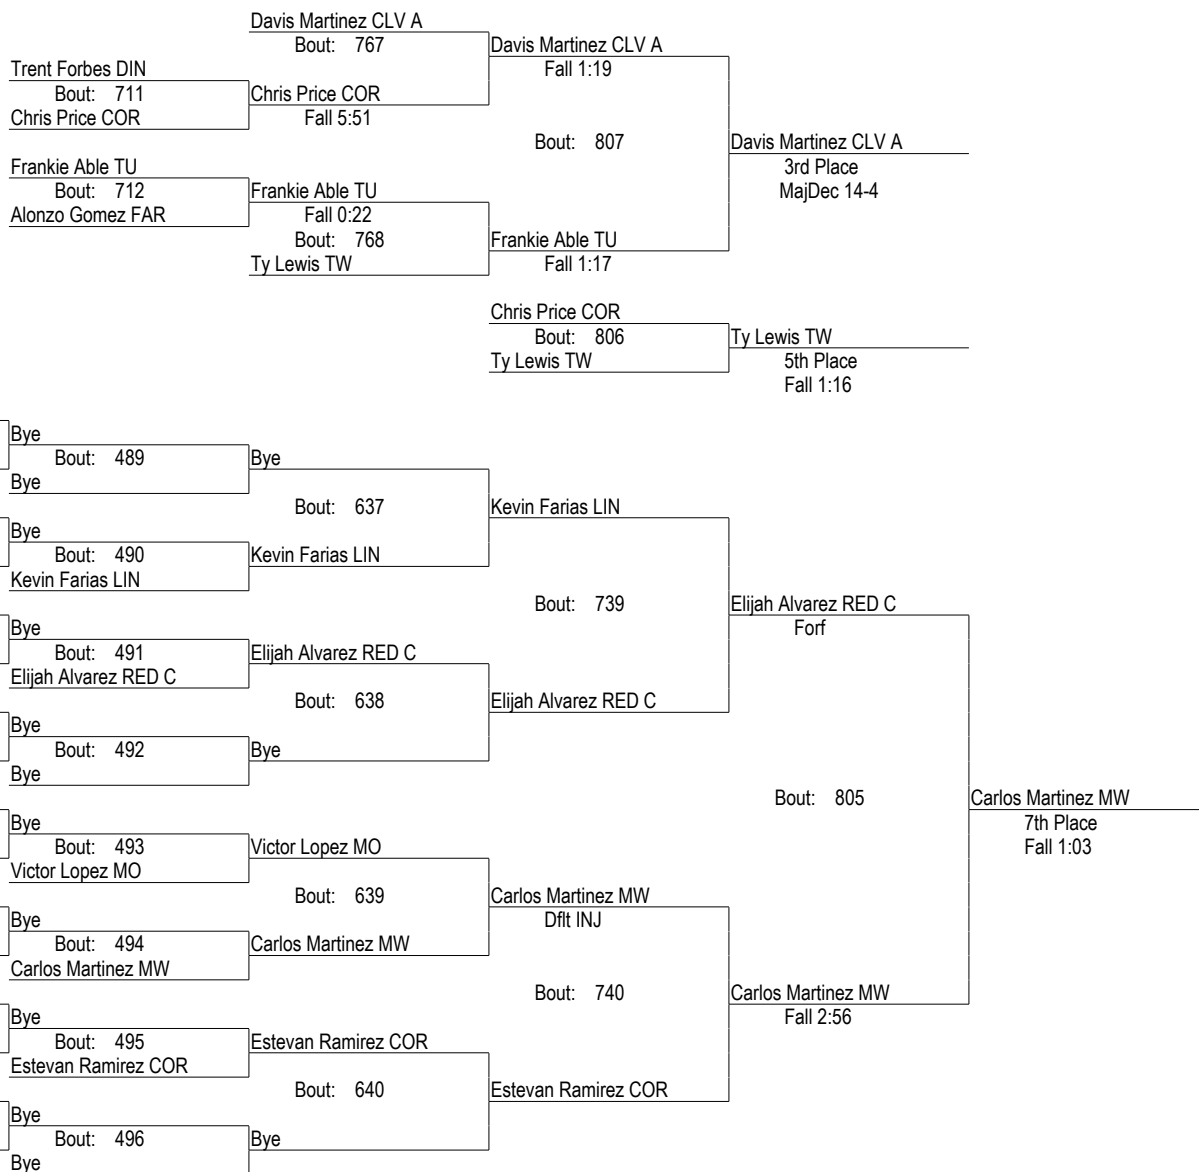 Davis Martinez CLV A
Bout: 767
Davis Martinez CLV A
Trent Forbes DIN
Fall 1:19
Bout: 711
Chris Price COR
Chris Price COR
Fall 5:51
Bout: 807
Davis Martinez CLV A
Frankie Able TU
3rd Place
Bout: 712
Frankie Able TU
MajDec 14-4
Alonzo Gomez FAR
Fall 0:22
Bout: 768
Frankie Able TU
Ty Lewis TW
Fall 1:17
Chris Price COR
Bout: 806
Ty Lewis TW
Ty Lewis TW
5th Place
Fall 1:16
Bye
Bout: 489
Bye
Bye
Bout: 637
Kevin Farias LIN
Bye
Bout: 490
Kevin Farias LIN
Kevin Farias LIN
Bout: 739
Elijah Alvarez RED C
Bye
Forf
Bout: 491
Elijah Alvarez RED C
Elijah Alvarez RED C
Bout: 638
Elijah Alvarez RED C
Bye
Bout: 492
Bye
Bye
Bout: 805
Carlos Martinez MW
Bye
7th Place
Bout: 493
Victor Lopez MO
Fall 1:03
Victor Lopez MO
Bout: 639
Carlos Martinez MW
Bye
Dflt INJ
Bout: 494
Carlos Martinez MW
Carlos Martinez MW
Bout: 740
Carlos Martinez MW
Bye
Fall 2:56
Bout: 495
Estevan Ramirez COR
Estevan Ramirez COR
Bout: 640
Estevan Ramirez COR
Bye
Bout: 496
Bye
Bye